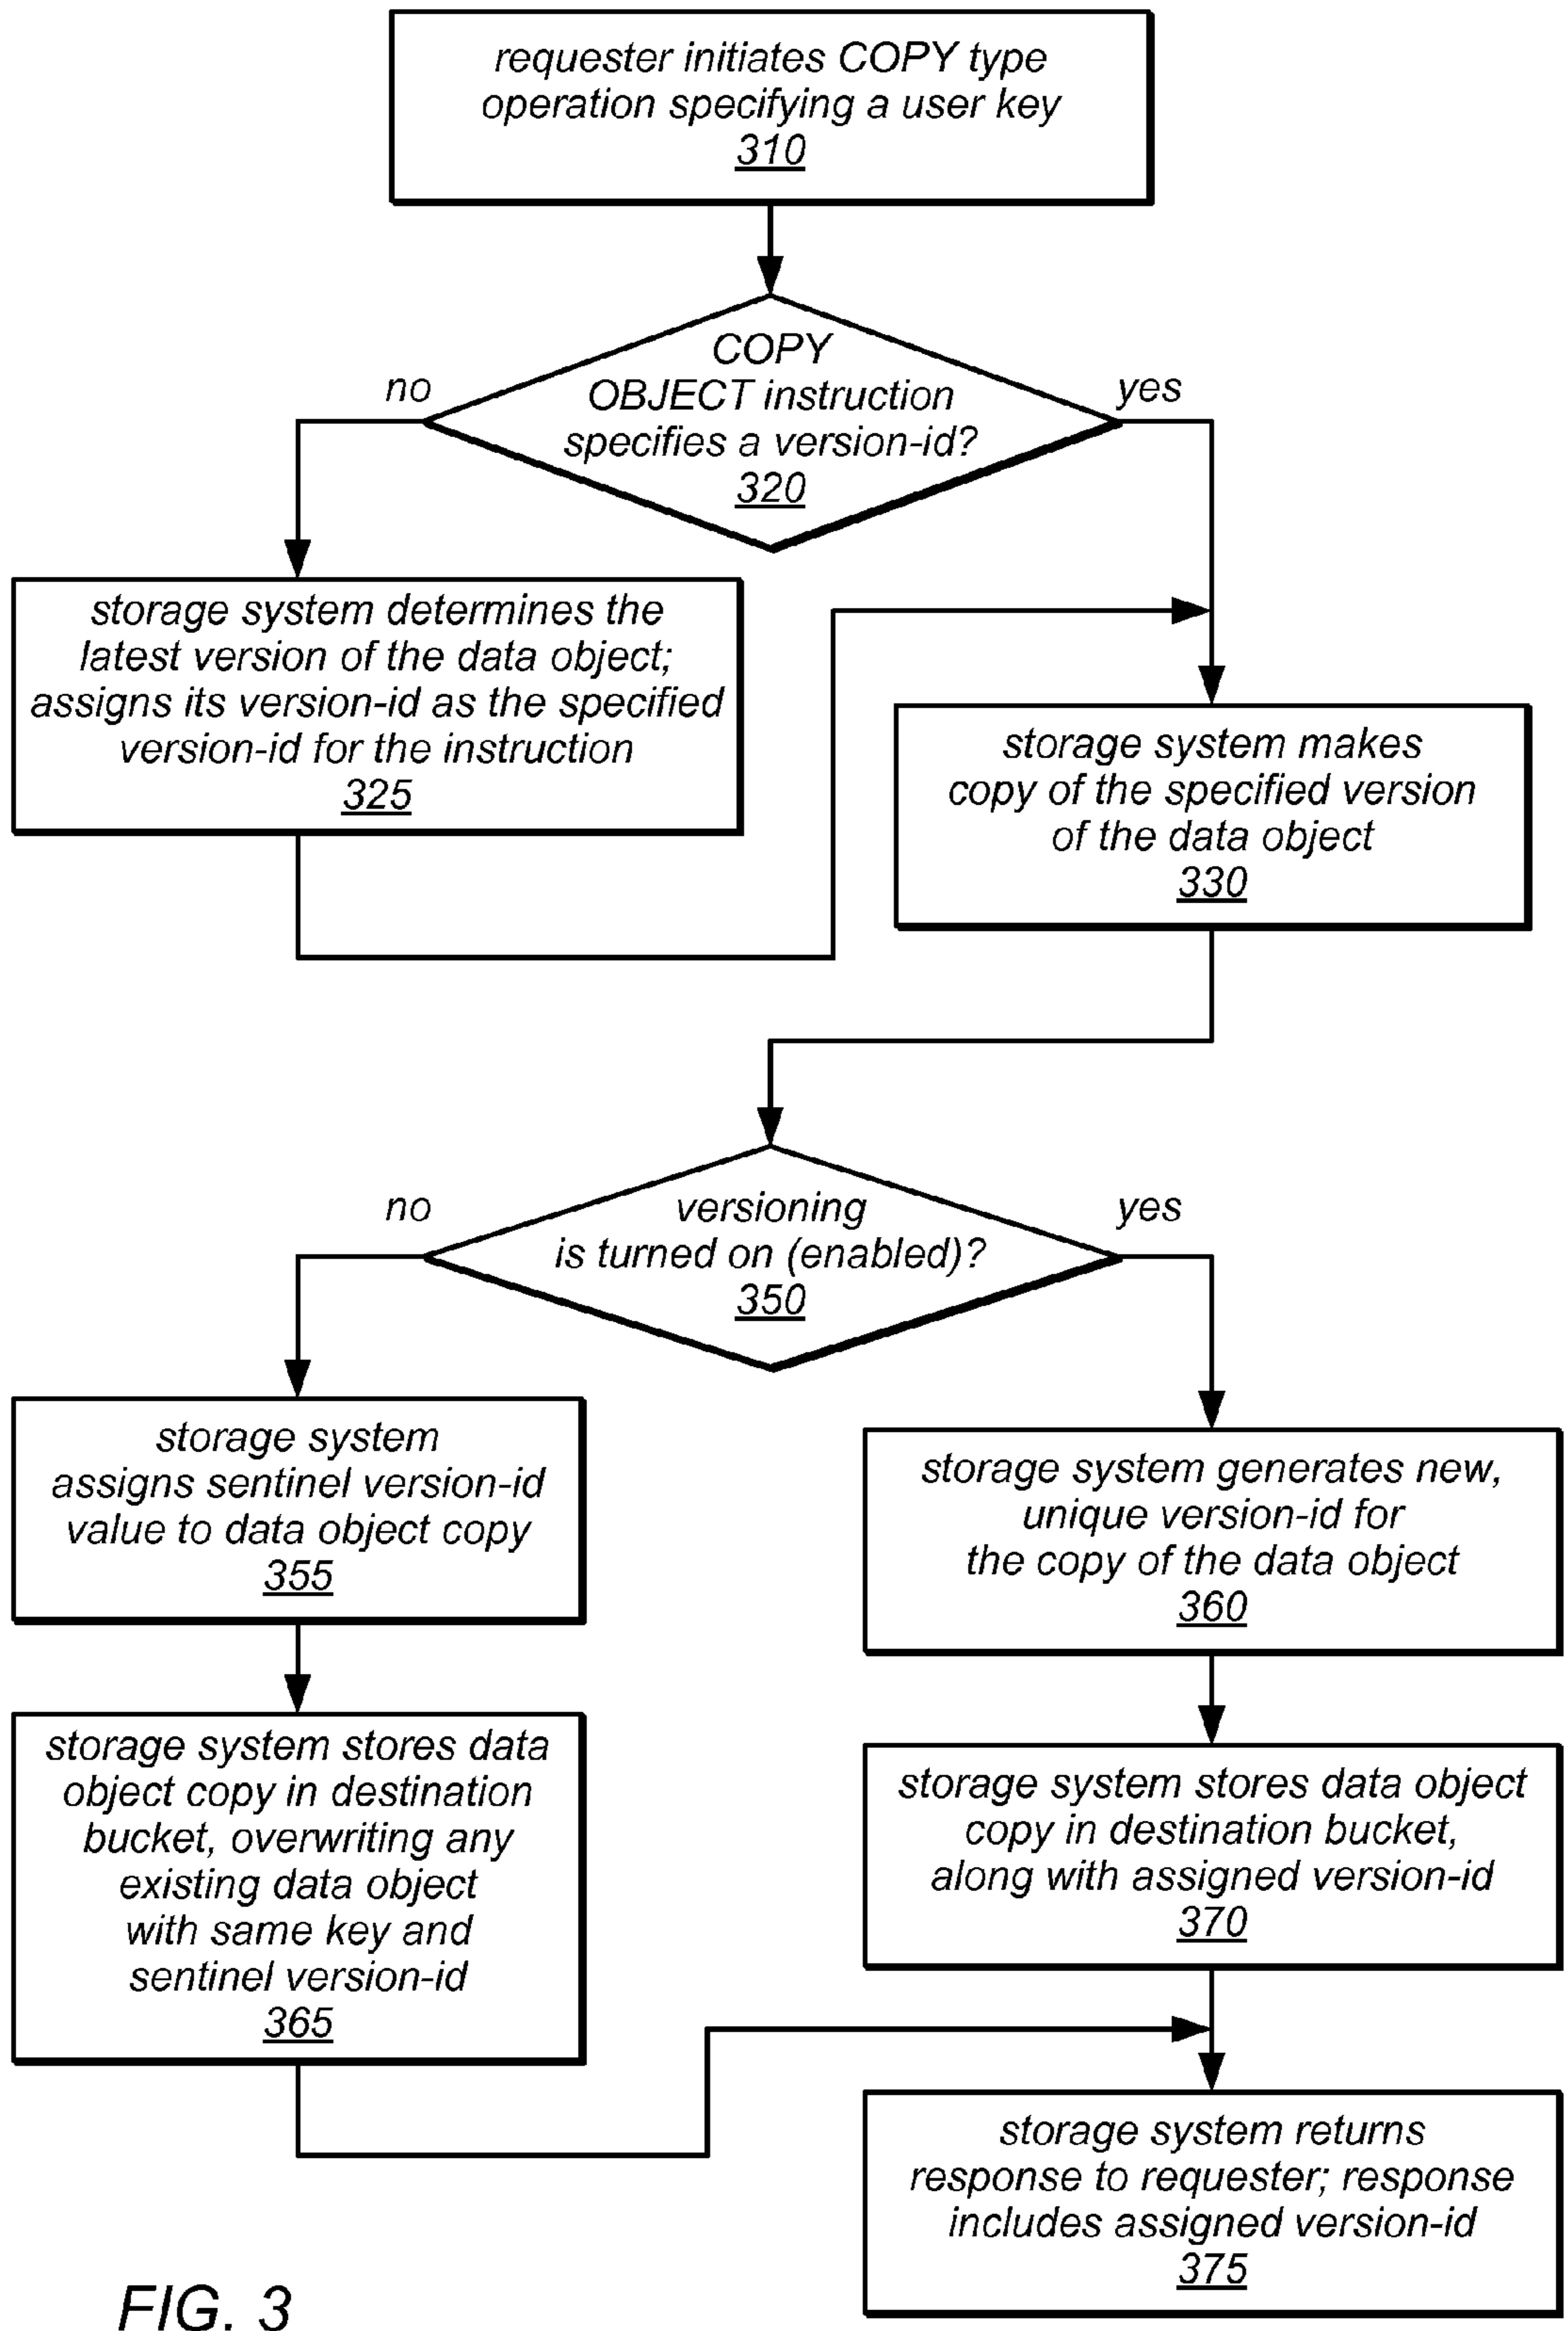 requester initiates COPY type
operation specifying a user key
310
COPY
OBJECT instruction
specifies a version-id?
320
no
yes
storage system determines the
latest version of the data object;
assigns its version-id as the specified
version-id for the instruction
325
storage system makes
copy of the specified version
of the data object
330
versioning
is turned on (enabled)?
350
no
yes
storage system
assigns sentinel version-id
value to data object copy
355
storage system generates new,
unique version-id for
the copy of the data object
360
storage system stores data
object copy in destination
bucket, overwriting any
existing data object
with same key and
sentinel version-id
365
storage system stores data object
copy in destination bucket,
along with assigned version-id
370
storage system returns
response to requester; response
includes assigned version-id
375
FIG. 3